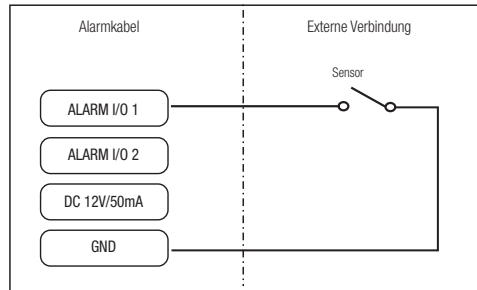 Alarmkabel
Externe Verbindung
Sensor
ALARM I/O 1
ALARM I/O 2
DC 12V/50mA
GND